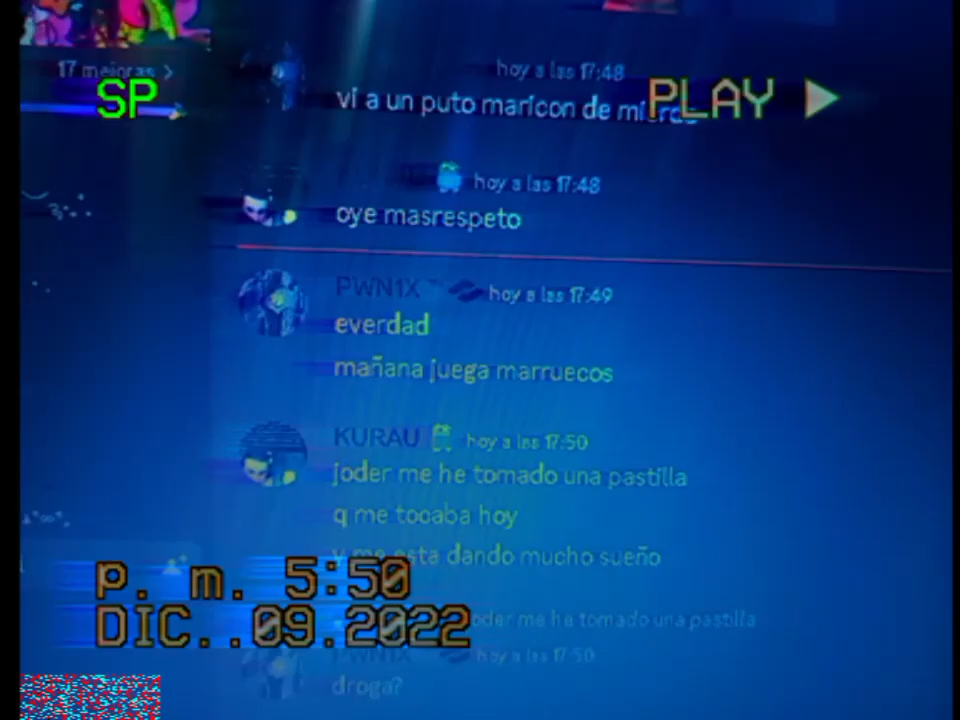 17 mejoras >
hoy a las 17:48
SP
PLAY
vi a un puto maricon de mierda
hoy a las 17:48
oye masrespeto
PWN1X hoy a las 17:49
everdad
mañana juega marruecos
KURAU hoy a las 17:50
joder me he tomado una pastilla
q me tocaba hoy
y me esta dando mucho sueño
p. m. 5:50
DIC..09.2022
joder me he tomado una pastilla
PWN1X hoy a las 17:50
droga?